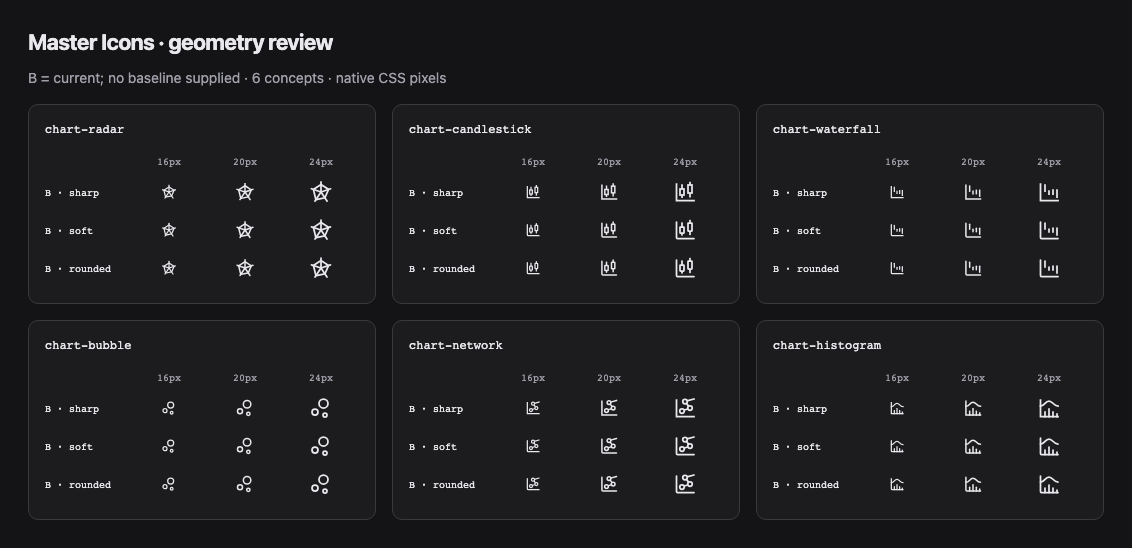 Master Icons · geometry review
B = current; no baseline supplied · 6 concepts · native CSS pixels
chart-radar
16px 20px 24px
B · sharp
B · soft
B · rounded
chart-candlestick
16px 20px 24px
B · sharp
B · soft
B · rounded
chart-waterfall
16px 20px 24px
B · sharp
B · soft
B · rounded
chart-bubble
16px 20px 24px
B · sharp
B · soft
B · rounded
chart-network
16px 20px 24px
B · sharp
B · soft
B · rounded
chart-histogram
16px 20px 24px
B · sharp
B · soft
B · rounded